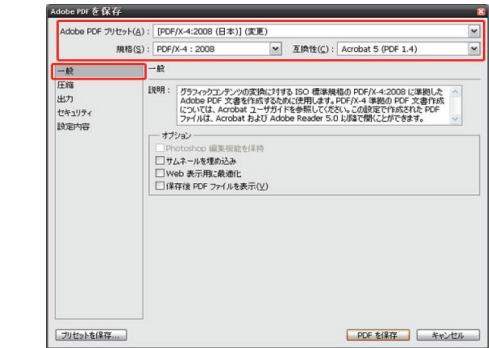 Adobe PDF を保存
Adobe PDF プリセット(A): [PDF/X-4:2008 (日本)] (変更)
規格(S): PDF/X-4 : 2008 互換性(C): Acrobat 5 (PDF 1.4)
一般
圧縮
出力
セキュリティ
設定内容
一般
説明: グラフィックコンテンツの変換に対する ISO 標準規格の PDF/X-4:2008 に準拠した
Adobe PDF 文書を作成するために使用します。PDF/X-4 準拠の PDF 文書作成
については、Acrobat ユーザガイドを参照してください。この設定で作成された PDF
ファイルは、Acrobat および Adobe Reader 5.0 以降で開くことができます。
オプション
Photoshop 編集機能を保持
サムネールを埋め込み
Web 表示用に最適化
保存後 PDF ファイルを表示(V)
プリセットを保存...
PDF を保存
キャンセル